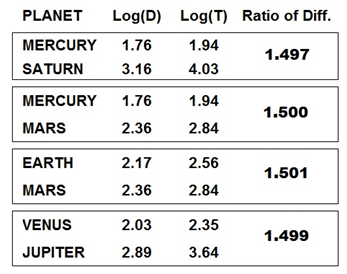 PLANET Log(D) Log(T) Ratio of Diff.
MERCURY 1.76 1.94 1.497
SATURN 3.16 4.03
MERCURY 1.76 1.94 1.500
MARS 2.36 2.84
EARTH 2.17 2.56 1.501
MARS 2.36 2.84
VENUS 2.03 2.35 1.499
JUPITER 2.89 3.64